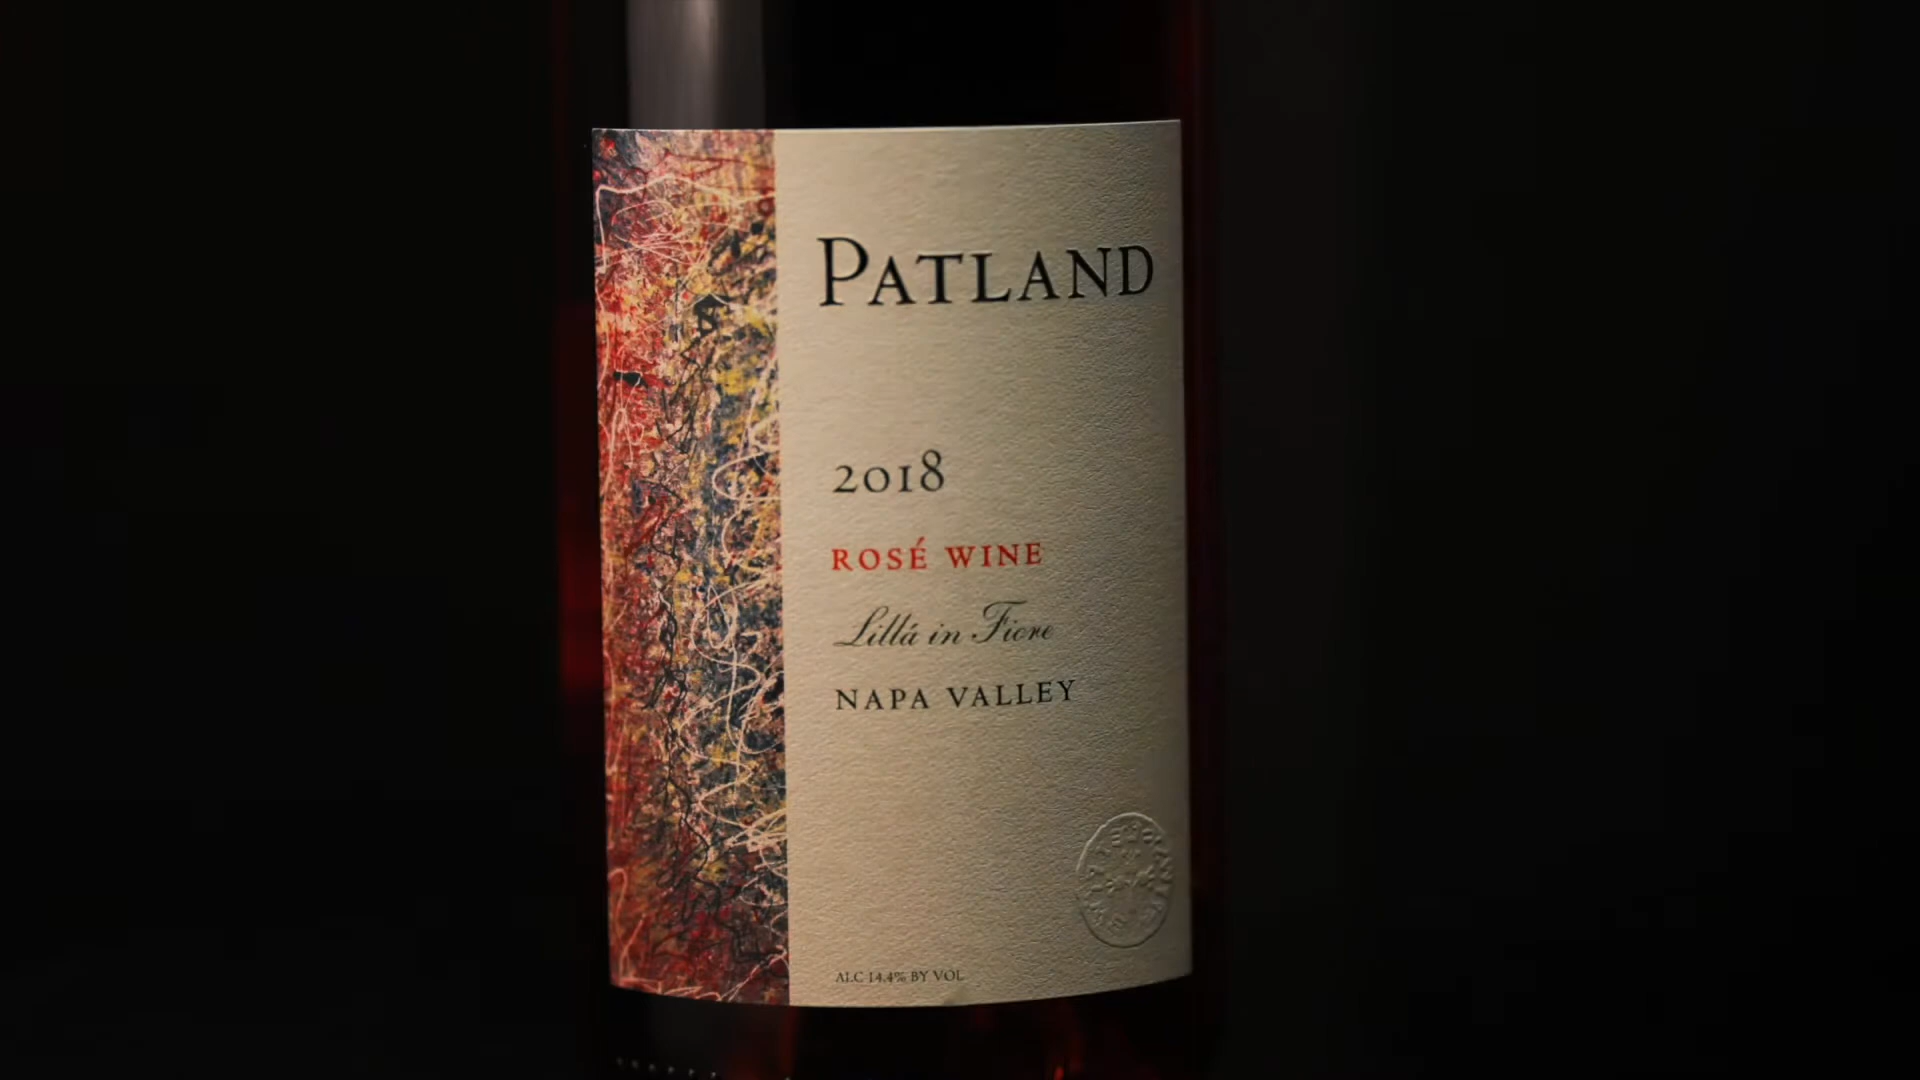 PATLAND
2018
ROSÉ WINE
Lillá in Fiore
NAPA VALLEY
ALC 14.4% BY VOL